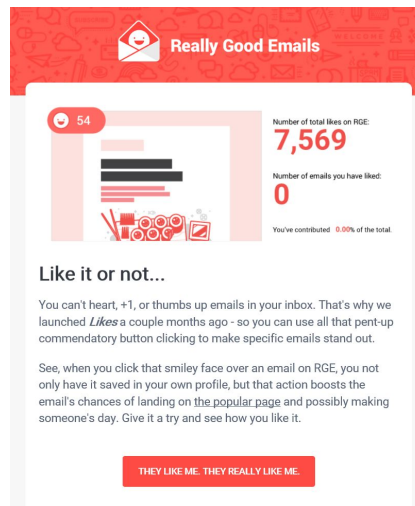 WELCOME
Really Good Emails
54
Number of total likes on RGE:
7,569
Number of emails you have liked:
0
You've contributed 0.00% of the total.
Like it or not...
You can't heart, +1, or thumbs up emails in your inbox. That's why we
launched Likes a couple months ago - so you can use all that pent-up
commendatory button clicking to make specific emails stand out.
See, when you click that smiley face over an email on RGE, you not
only have it saved in your own profile, but that action boosts the
email's chances of landing on the popular page and possibly making
someone's day. Give it a try and see how you like it.
THEY LIKE ME. THEY REALLY LIKE ME.